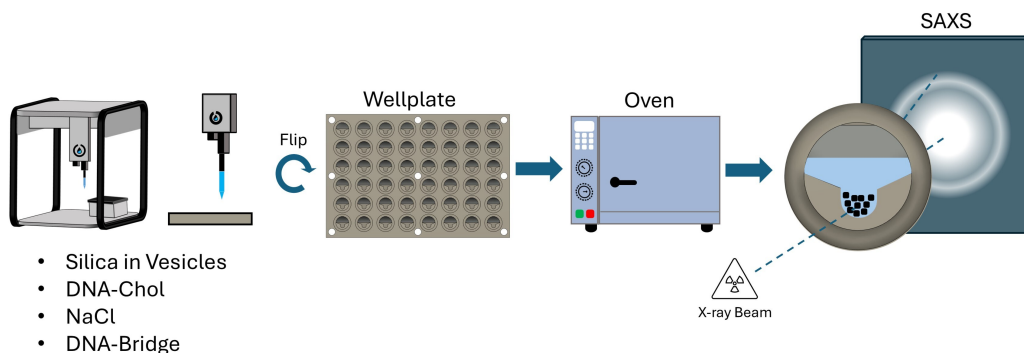 SAXS
Wellplate
Oven
Flip
• Silica in Vesicles
• DNA-Chol
• NaCl
• DNA-Bridge
X-ray Beam